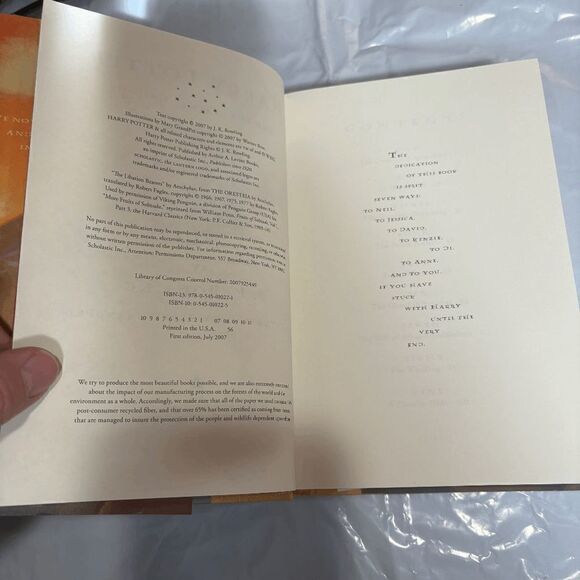 Text copyright © 2007 by J. K. Rowling
Illustrations by Mary GrandPré copyright © 2007 by Warner Bros.
HARRY POTTER & all related characters and elements are TM of and © WBEI.
Harry Potter Publishing Rights © J. K. Rowling.
All rights reserved. Published by Arthur A. Levine Books,
an imprint of Scholastic Inc., Publishers since 1920.
SCHOLASTIC, the LANTERN LOGO, and associated logos are
trademarks and/or registered trademarks of Scholastic Inc.
"The Libation Bearers" by Aeschylus, from THE ORESTEIA by Aeschylus,
translated by Robert Fagles, copyright © 1966, 1967, 1975, 1977 by Robert Fagles.
Used by permission of Viking Penguin, a division of Penguin Group (USA) Inc.
"More Fruits of Solitude," reprinted from William Penn, Fruits of Solitude, Vol. I,
Part 3, the Harvard Classics (New York: P.F. Collier & Son, 1909–14).
No part of this publication may be reproduced, or stored in a retrieval system, or transmitted
in any form or by any means, electronic, mechanical, photocopying, recording, or otherwise,
without written permission of the publisher. For information regarding permission, write to
Scholastic Inc., Attention: Permissions Department, 557 Broadway, New York, NY 10012.
Library of Congress Control Number: 2007925449
ISBN-13: 978-0-545-01022-1
ISBN-10: 0-545-01022-5
10 9 8 7 6 5 4 3 2 1 07 08 09 10 11
Printed in the U.S.A. 56
First edition, July 2007
We try to produce the most beautiful books possible, and we are also extremely concerned
about the impact of our manufacturing process on the forests of the world and the
environment as a whole. Accordingly, we made sure that all of the paper we used contains
post-consumer recycled fiber, and that over 65% has been certified as coming from forests
that are managed to insure the protection of the people and wildlife dependent upon them.
THE
DEDICATION
OF THIS BOOK
IS SPLIT
SEVEN WAYS:
TO NEIL,
TO JESSICA,
TO DAVID,
TO KENZIE,
TO DI,
TO ANNE,
AND TO YOU,
IF YOU HAVE
STUCK
WITH HARRY
UNTIL THE
VERY
END.